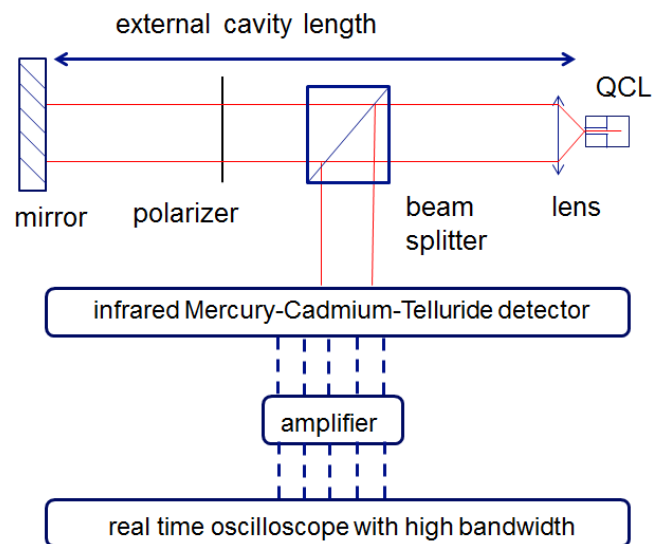 external cavity length
QCL
mirror
polarizer
beam
splitter
lens
infrared Mercury-Cadmium-Telluride detector
amplifier
real time oscilloscope with high bandwidth